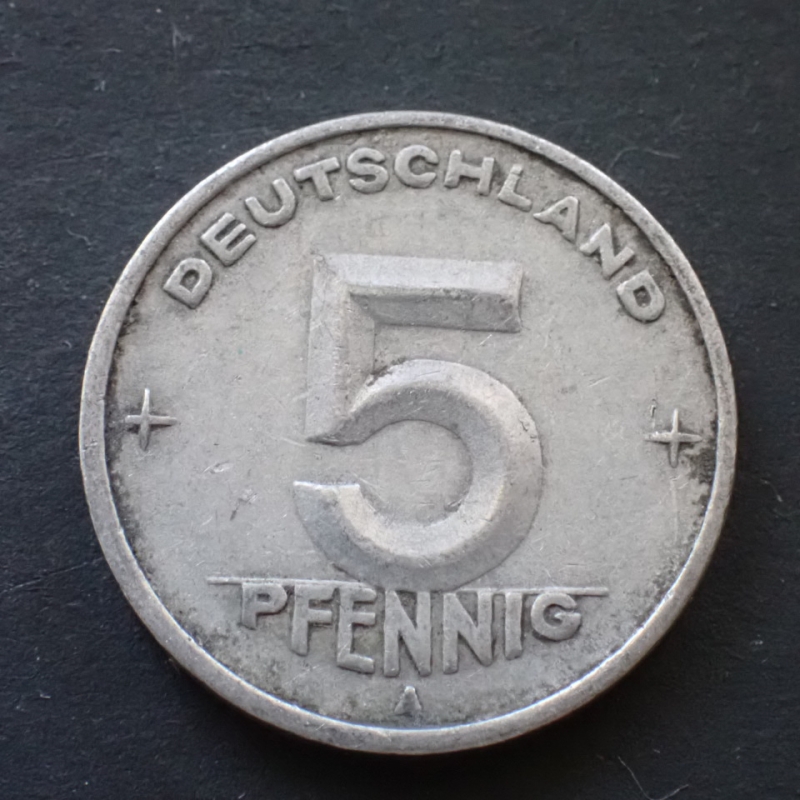 DEUTSCHLAND
5
PFENNIG
A